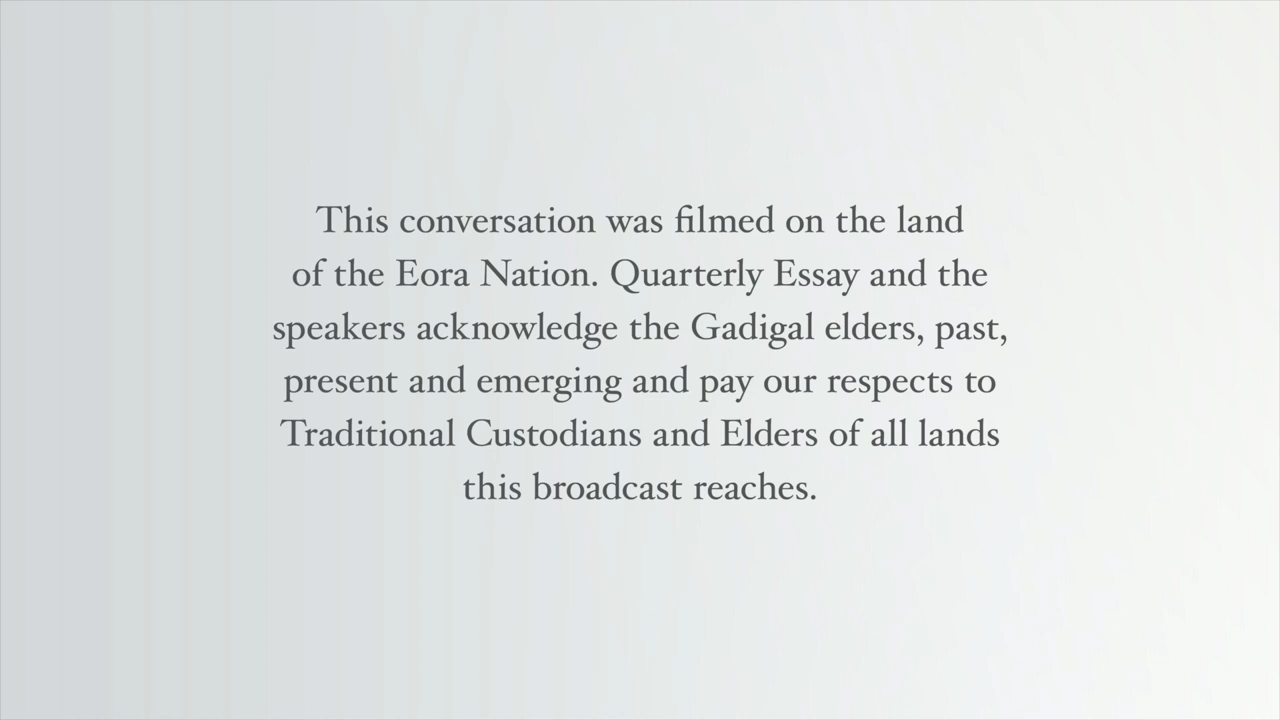 This conversation was filmed on the land
of the Eora Nation. Quarterly Essay and the
speakers acknowledge the Gadigal elders, past,
present and emerging and pay our respects to
Traditional Custodians and Elders of all lands
this broadcast reaches.